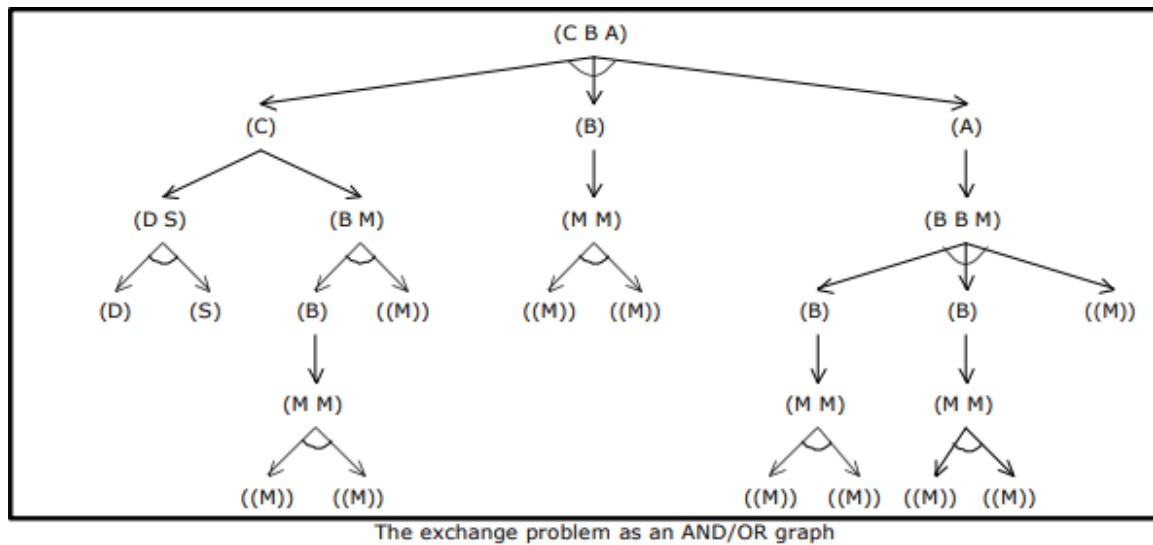 (C B A)
(C) (B) (A)
(D S) (B M) (M M) (B B M)
(D) (S) (B) ((M)) ((M)) ((M)) (B) (B) ((M))
(M M) (M M) (M M)
((M)) ((M)) ((M)) ((M)) ((M)) ((M))
The exchange problem as an AND/OR graph